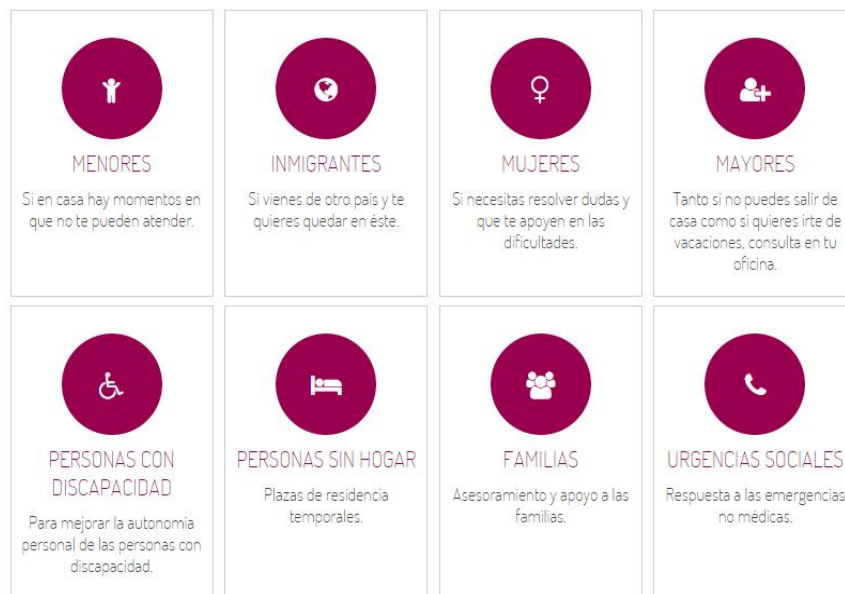 MENORES
Si en casa hay momentos en
que no te pueden atender.
INMIGRANTES
Si vienes de otro país y te
quieres quedar en éste.
MUJERES
Si necesitas resolver dudas y
que te apoyen en las
dificultades.
MAYORES
Tanto si no puedes salir de
casa como si quieres irte de
vacaciones, consulta en tu
oficina.
PERSONAS CON
DISCAPACIDAD
Para mejorar la autonomía
personal de las personas con
discapacidad.
PERSONAS SIN HOGAR
Plazas de residencia
temporales.
FAMILIAS
Asesoramiento y apoyo a las
familias.
URGENCIAS SOCIALES
Respuesta a las emergencias
no médicas.